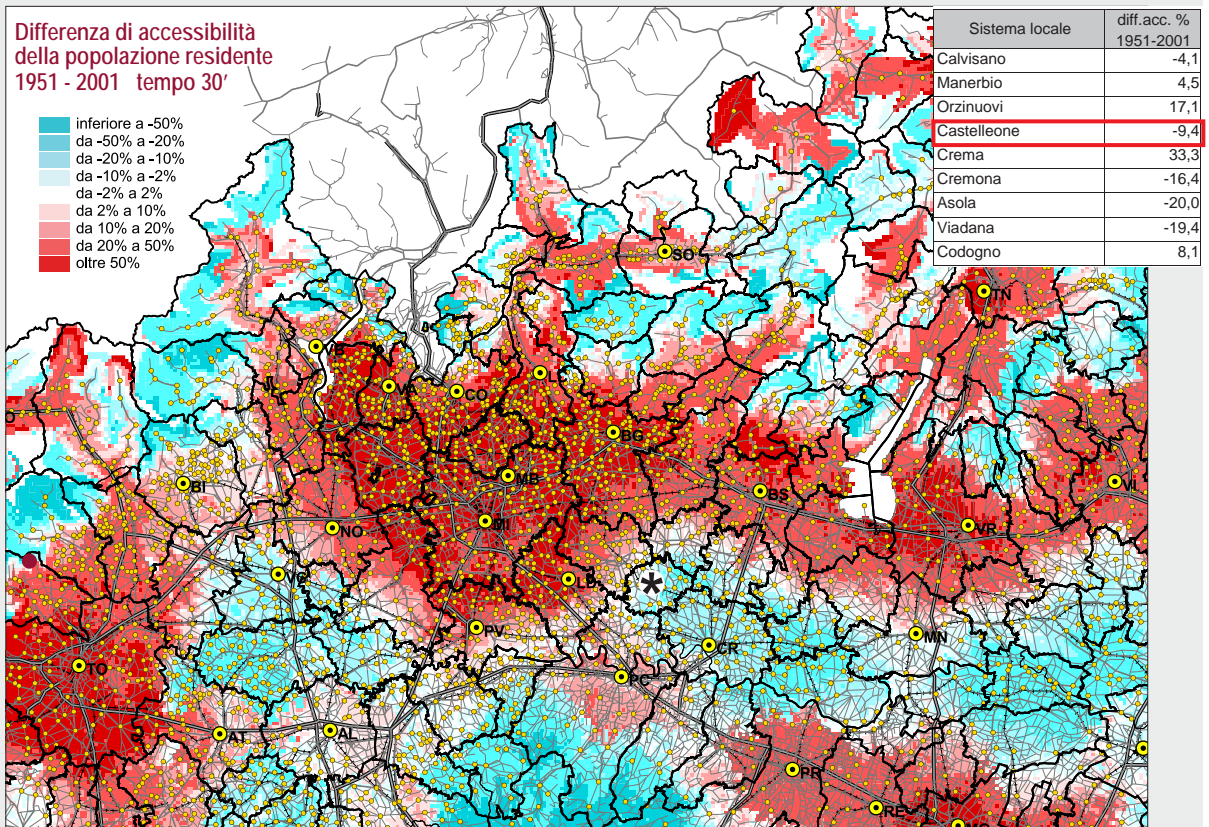 Differenza di accessibilità
della popolazione residente
1951 - 2001 tempo 30’
inferiore a -50%
da -50% a -20%
da -20% a -10%
da -10% a -2%
da -2% a 2%
da 2% a 10%
da 10% a 20%
da 20% a 50%
oltre 50%
Sistema locale diff.acc. % 1951-2001
Calvisano -4,1
Manerbio 4,5
Orzinuovi 17,1
Castelleone -9,4
Crema 33,3
Cremona -16,4
Asola -20,0
Viadana -19,4
Codogno 8,1
SO
TN
VB
CO
BG
BI
MB
BS
VI
NO
MI
VR
VC
LO
*
PV
CR
MN
TO
PC
AT
AL
PR
RE